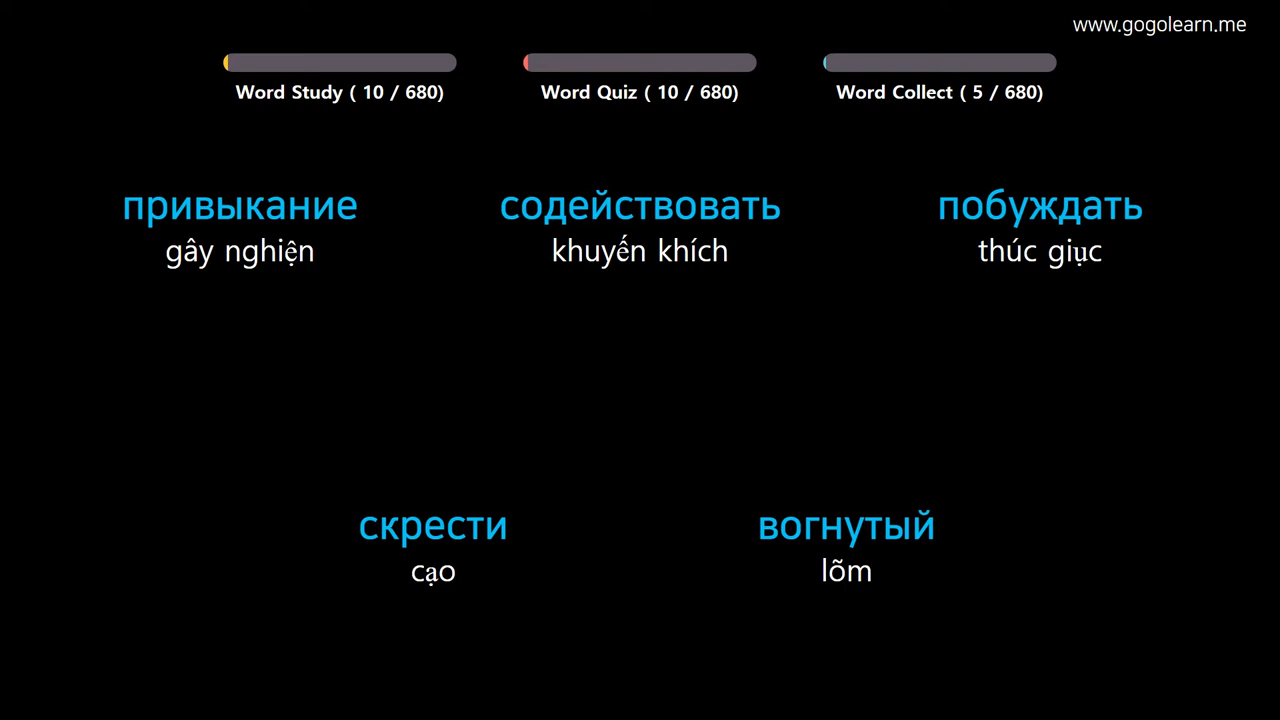 www.gogolearn.me
Word Study ( 10 / 680)
Word Quiz ( 10 / 680)
Word Collect ( 5 / 680)
привыкание
gây nghiện
содействовать
khuyến khích
побуждать
thúc giục
скрести
cạo
вогнутый
lõm